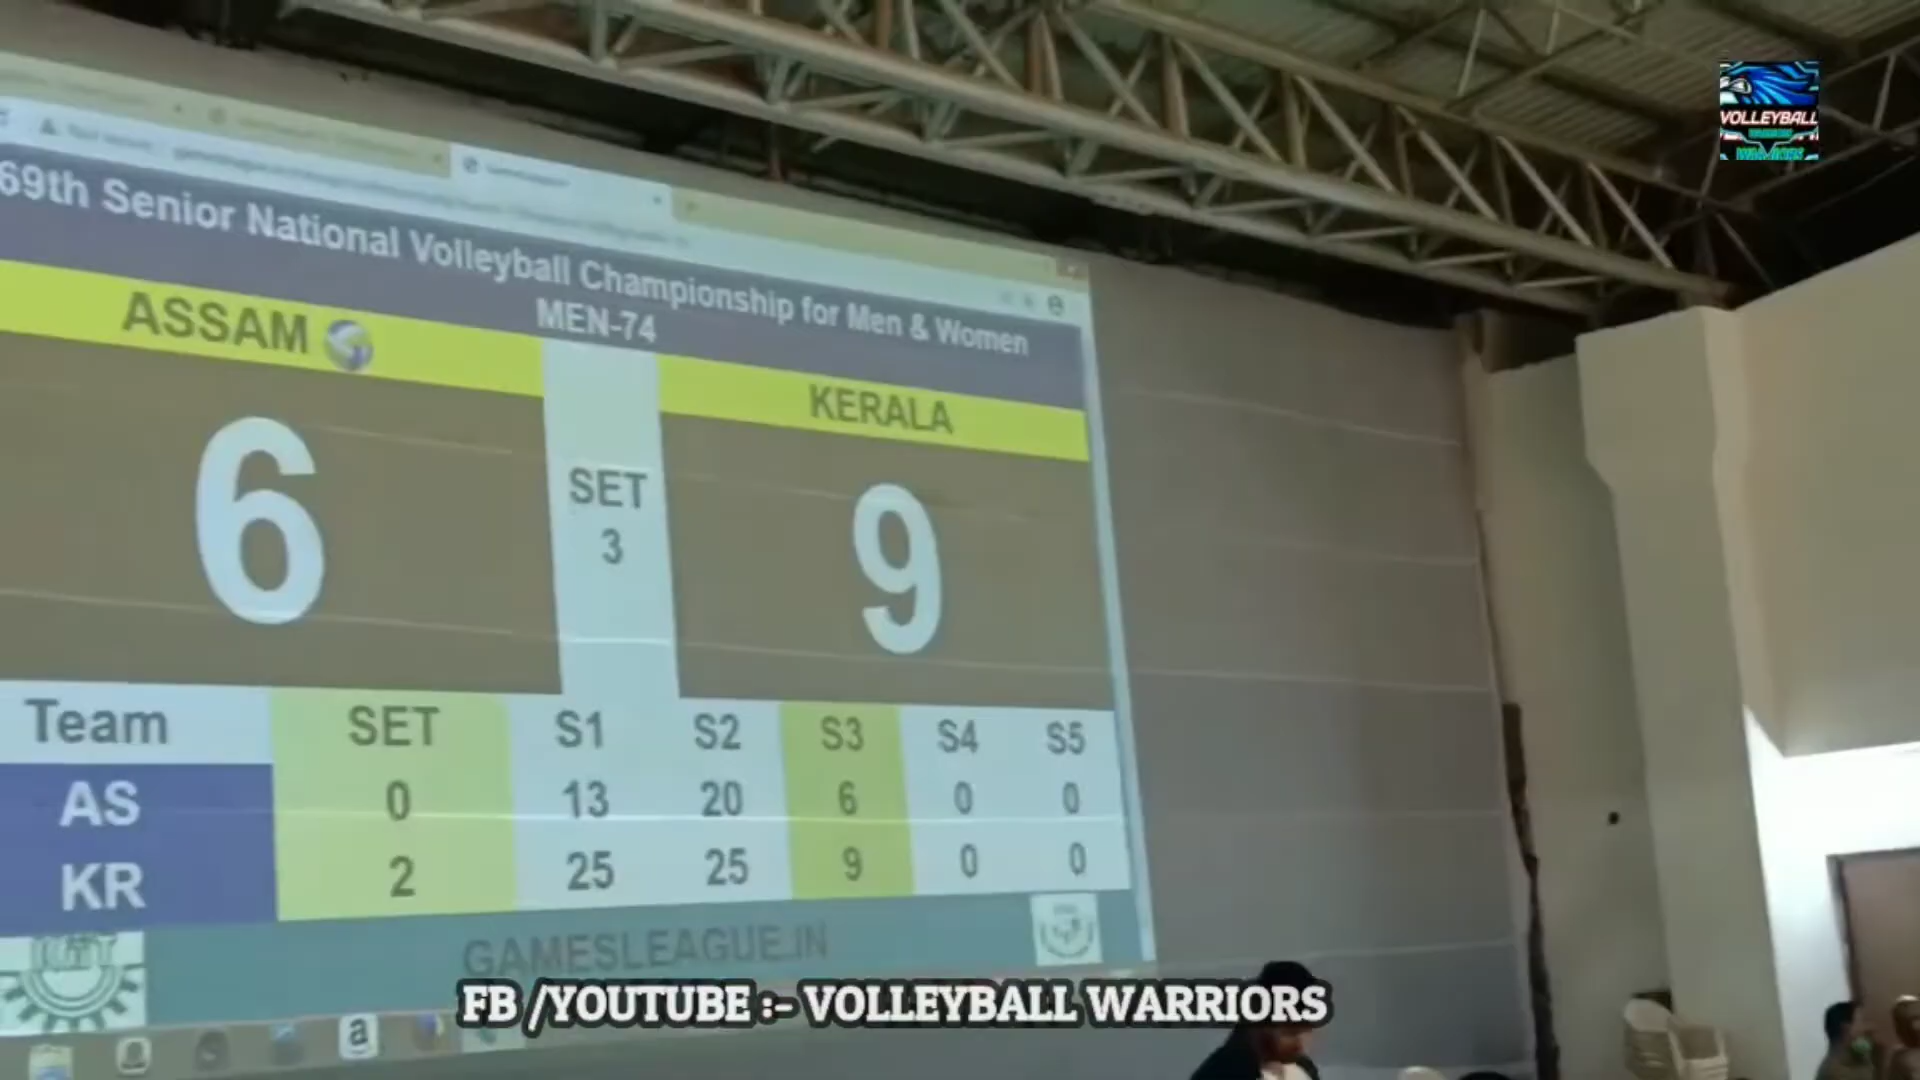 VOLLEYBALL
WARRIORS
69th Senior National Volleyball Championship for Men & Women
MEN-74
ASSAM
KERALA
6
SET
3
9
Team SET S1 S2 S3 S4 S5
AS 0 13 20 6 0 0
KR 2 25 25 9 0 0
GAMESLEAGUE.IN
FB /YOUTUBE :- VOLLEYBALL WARRIORS
a